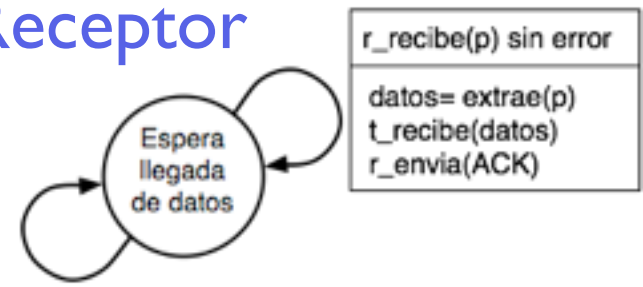 Receptor
r_recibe(p) sin error
datos= extrae(p)
t_recibe(datos)
r_envia(ACK)
Espera
llegada
de datos